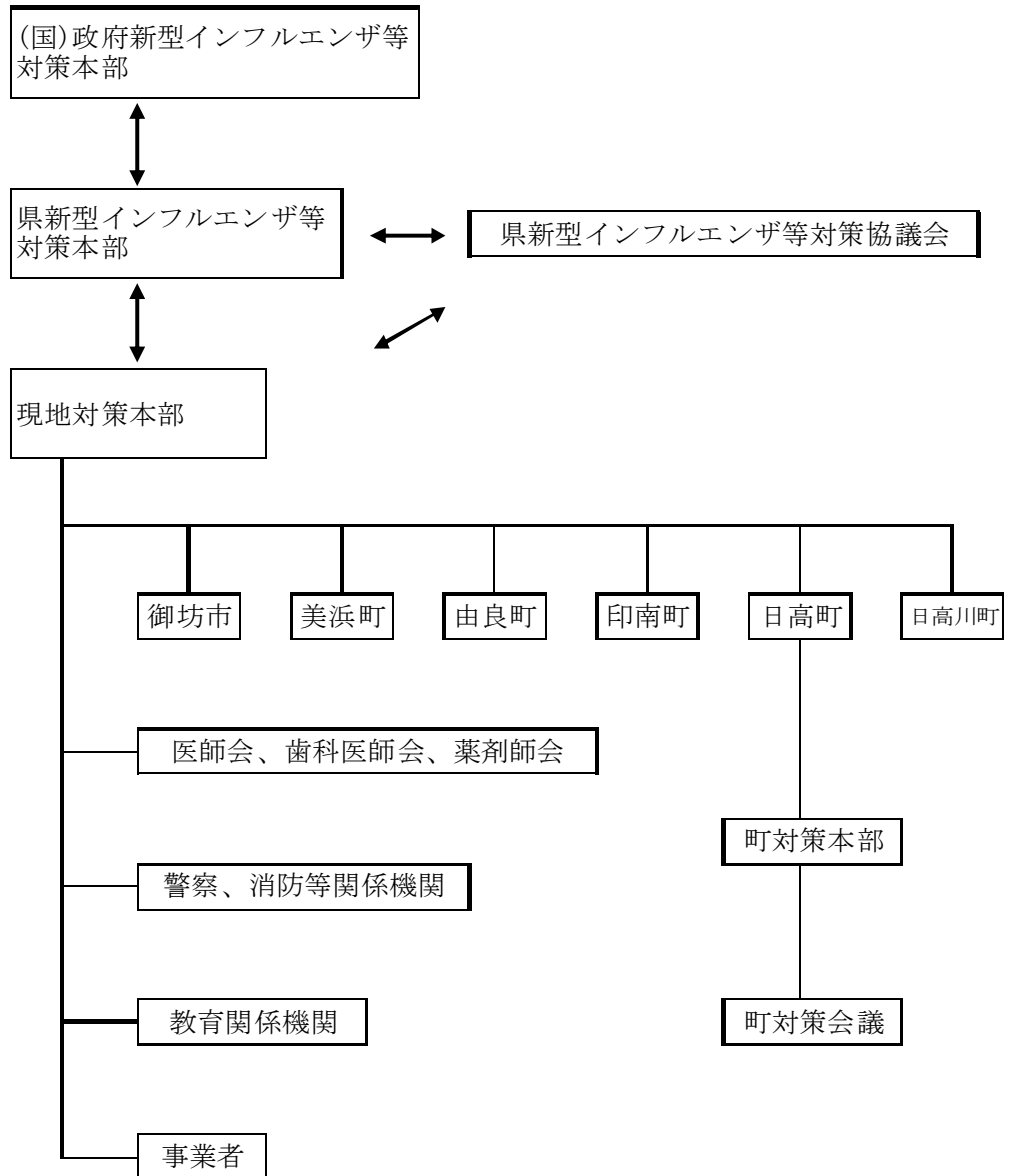 (国)政府新型インフルエンザ等
対策本部
県新型インフルエンザ等
対策本部
県新型インフルエンザ等対策協議会
現地対策本部
御坊市
美浜町
由良町
印南町
日高町
日高川町
医師会、歯科医師会、薬剤師会
町対策本部
警察、消防等関係機関
教育関係機関
町対策会議
事業者